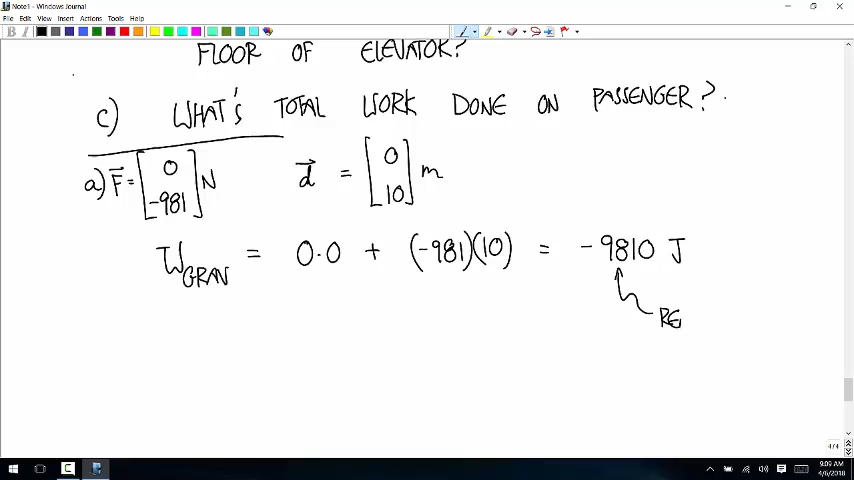 Note1 - Windows Journal
File Edit View Insert Actions Tools Help
B I
FLOOR OF ELEVATOR?
c) WHAT'S TOTAL WORK DONE ON PASSENGER?
a) F = [0 -981] N d = [0 10] m
W GRAV = 0·0 + (-981)(10) = -9810 J
RE
4/4
9:09 AM
4/6/2018